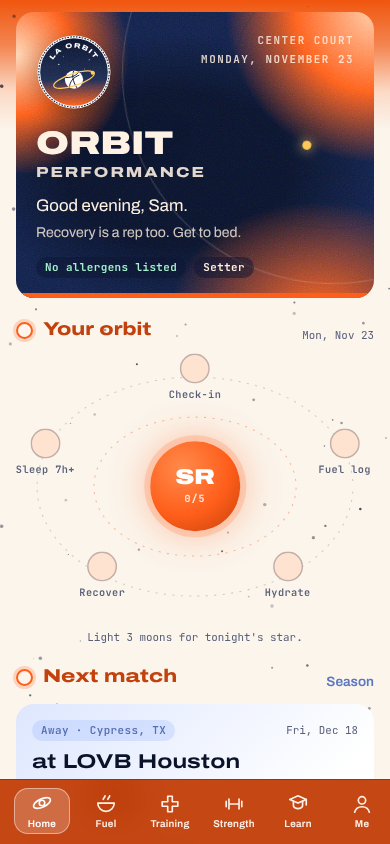 LA ORBIT
CENTER COURT
MONDAY, NOVEMBER 23
ORBIT
PERFORMANCE
Good evening, Sam.
Recovery is a rep too. Get to bed.
No allergens listed
Setter
Your orbit
Mon, Nov 23
Check-in
Sleep 7h+
Fuel log
SR
0/5
Recover
Hydrate
Light 3 moons for tonight's star.
Next match
Season
Away · Cypress, TX
Fri, Dec 18
at LOVB Houston
Home
Fuel
Training
Strength
Learn
Me